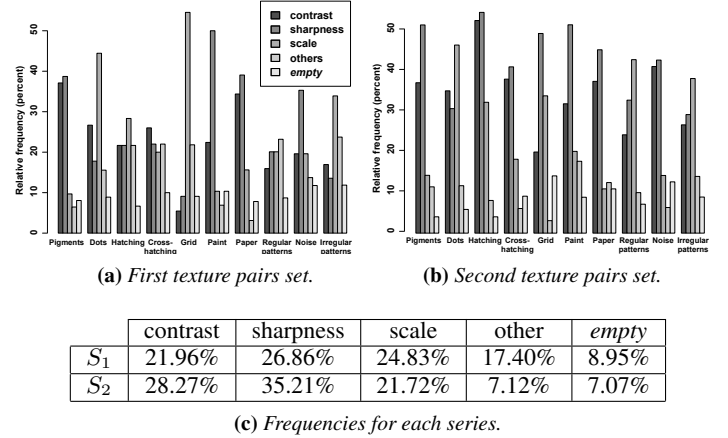 Relative frequency (percent)
0 10 20 30 40 50
contrast
sharpness
scale
others
empty
Pigments Dots Hatching Cross-hatching Grid Paint Paper Regular patterns Noise Irregular patterns
(a) First texture pairs set.
Relative frequency (percent)
0 10 20 30 40 50
Pigments Dots Hatching Cross-hatching Grid Paint Paper Regular patterns Noise Irregular patterns
(b) Second texture pairs set.
contrast sharpness scale other empty
S1 21.96% 26.86% 24.83% 17.40% 8.95%
S2 28.27% 35.21% 21.72% 7.12% 7.07%
(c) Frequencies for each series.